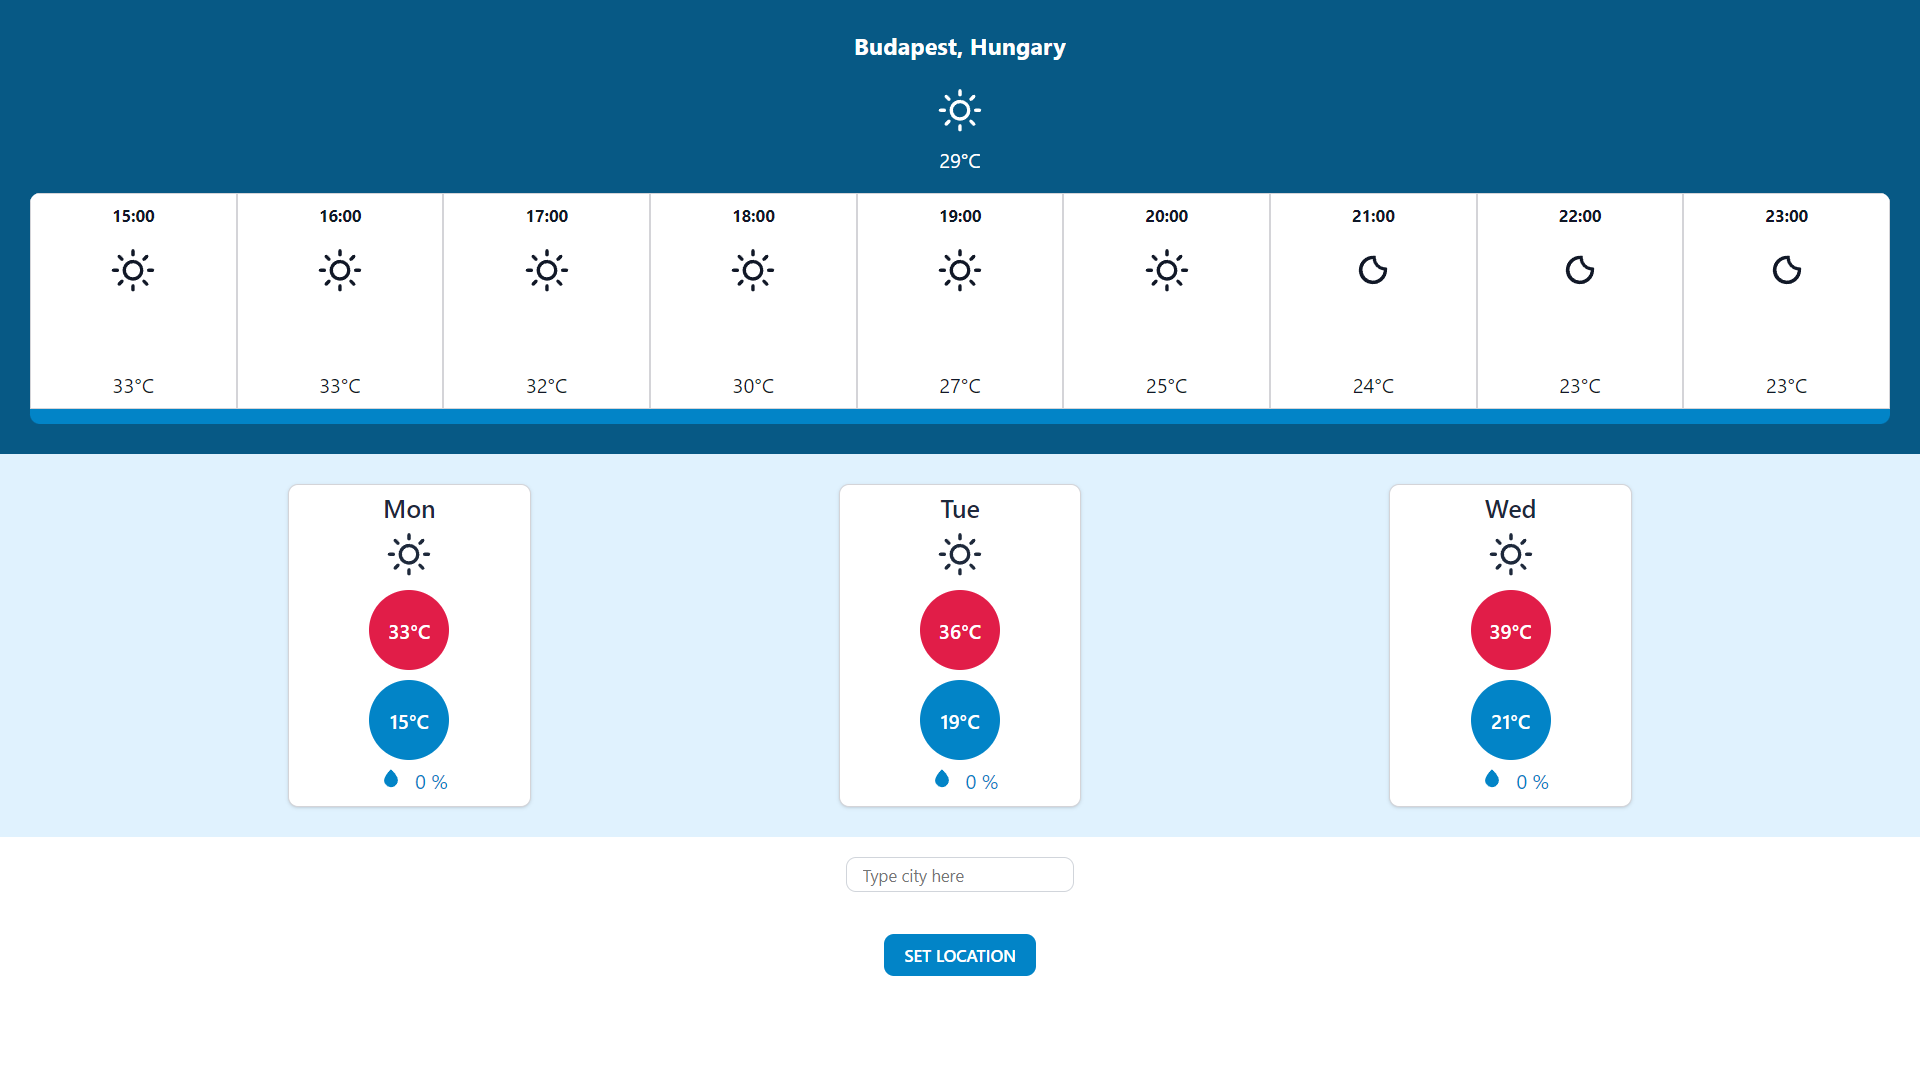 Budapest, Hungary
29°C
15:00 16:00 17:00 18:00 19:00 20:00 21:00 22:00 23:00
33°C 33°C 32°C 30°C 27°C 25°C 24°C 23°C 23°C
Mon Tue Wed
33°C 36°C 39°C
15°C 19°C 21°C
0 % 0 % 0 %
Type city here
SET LOCATION